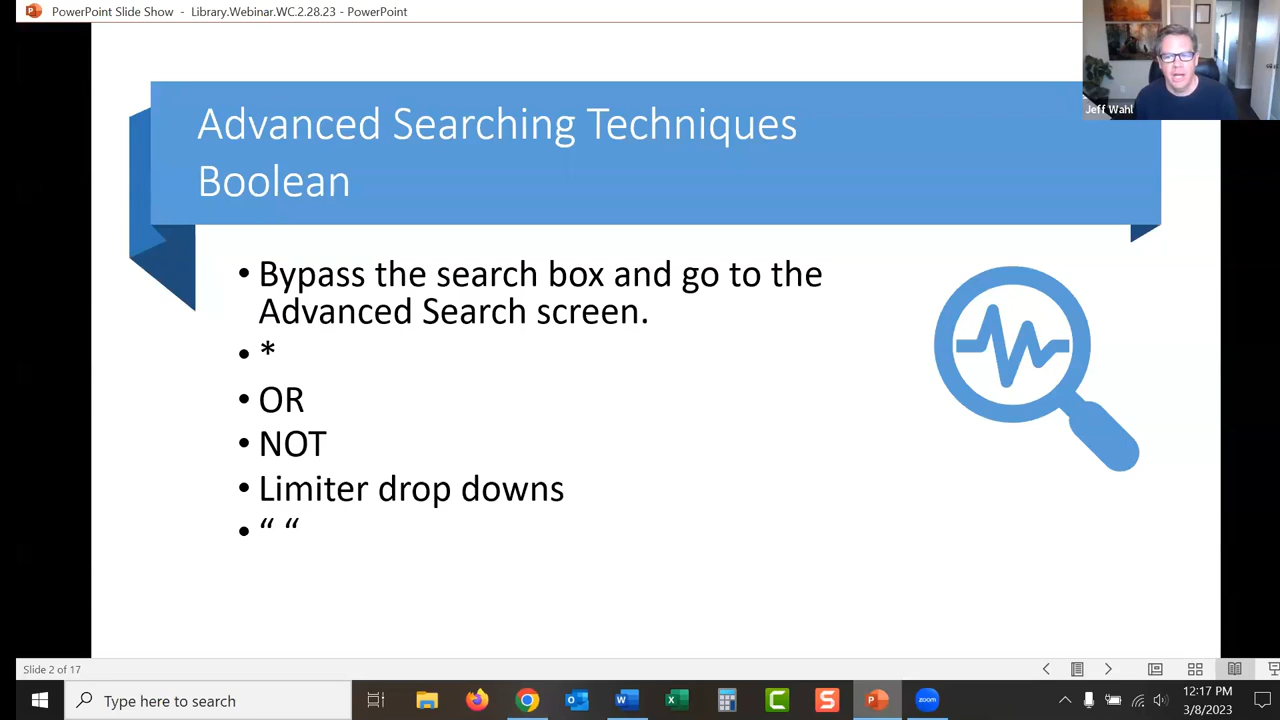 PowerPoint Slide Show - Library.Webinar.WC.2.28.23 - PowerPoint
Jeff Wahl
Advanced Searching Techniques
Boolean
• Bypass the search box and go to the
Advanced Search screen.
• *
• OR
• NOT
• Limiter drop downs
• “ “
Slide 2 of 17
Type here to search
zoom
12:17 PM
3/8/2023